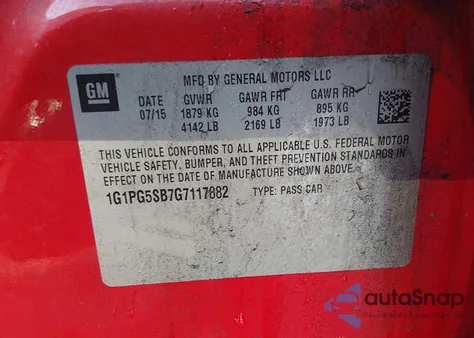 GM
MFD BY GENERAL MOTORS LLC
DATE GVWR GAWR FRT GAWR RR
07/15 1879 KG 984 KG 895 KG
4142 LB 2169 LB 1973 LB
THIS VEHICLE CONFORMS TO ALL APPLICABLE U.S. FEDERAL MOTOR
VEHICLE SAFETY, BUMPER, AND THEFT PREVENTION STANDARDS IN
EFFECT ON THE DATE OF MANUFACTURE SHOWN ABOVE.
1G1PG5SB7G7117882 TYPE: PASS CAR
autoSnap